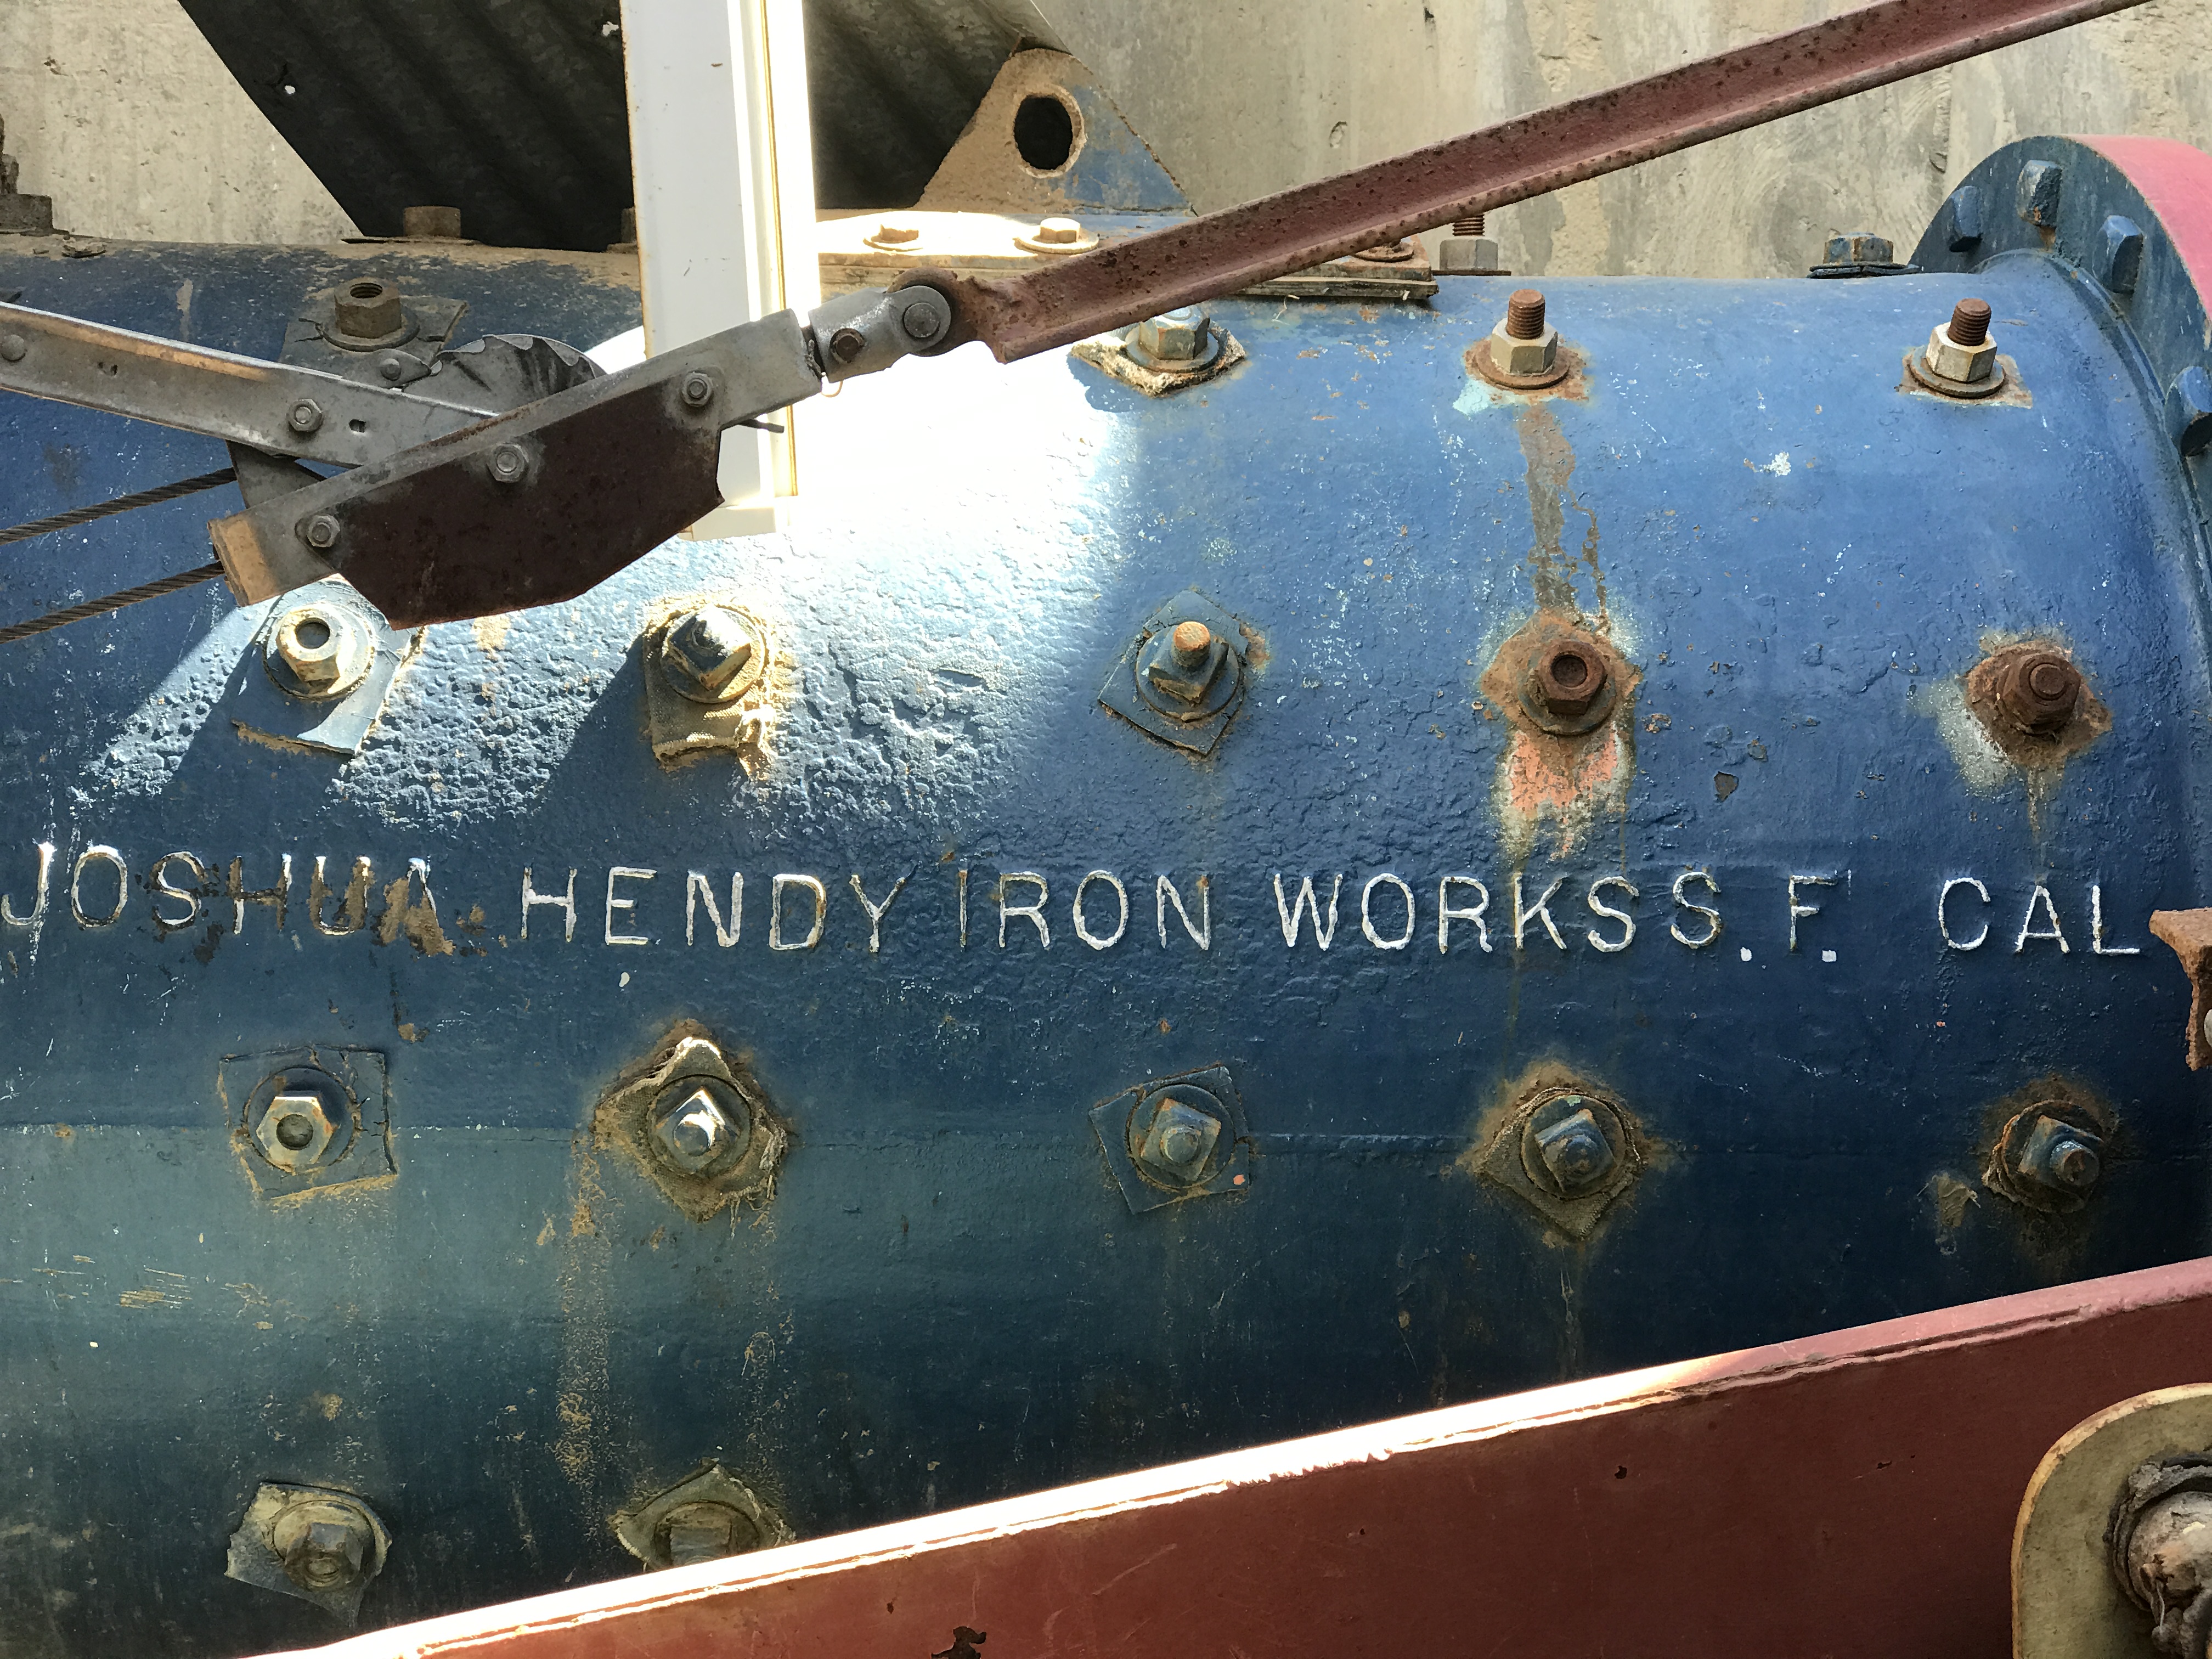 JOSHUA HENDY IRON WORKS S. F. CAL